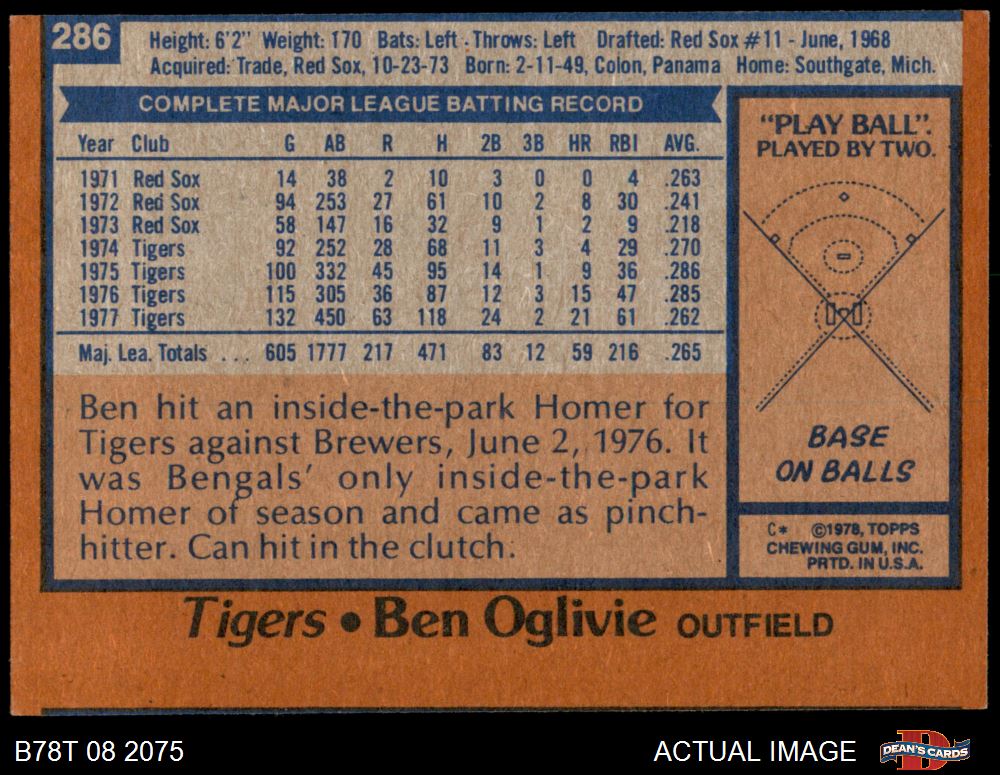 286
Height: 6'2" Weight: 170 Bats: Left · Throws: Left Drafted: Red Sox #11 - June, 1968
Acquired: Trade, Red Sox, 10-23-73 Born: 2-11-49, Colon, Panama Home: Southgate, Mich.
COMPLETE MAJOR LEAGUE BATTING RECORD
Year Club G AB R H 2B 3B HR RBI AVG.
1971 Red Sox 14 38 2 10 3 0 0 4 .263
1972 Red Sox 94 253 27 61 10 2 8 30 .241
1973 Red Sox 58 147 16 32 9 1 2 9 .218
1974 Tigers 92 252 28 68 11 3 4 29 .270
1975 Tigers 100 332 45 95 14 1 9 36 .286
1976 Tigers 115 305 36 87 12 3 15 47 .285
1977 Tigers 132 450 63 118 24 2 21 61 .262
Maj. Lea. Totals ... 605 1777 217 471 83 12 59 216 .265
Ben hit an inside-the-park Homer for
Tigers against Brewers, June 2, 1976. It
was Bengals' only inside-the-park
Homer of season and came as pinch-
hitter. Can hit in the clutch.
"PLAY BALL".
PLAYED BY TWO.
BASE
ON BALLS
C* ©1978, TOPPS
CHEWING GUM, INC.
PRTD. IN U.S.A.
Tigers • Ben Oglivie OUTFIELD
B78T 08 2075
ACTUAL IMAGE
D
DEAN'S CARDS